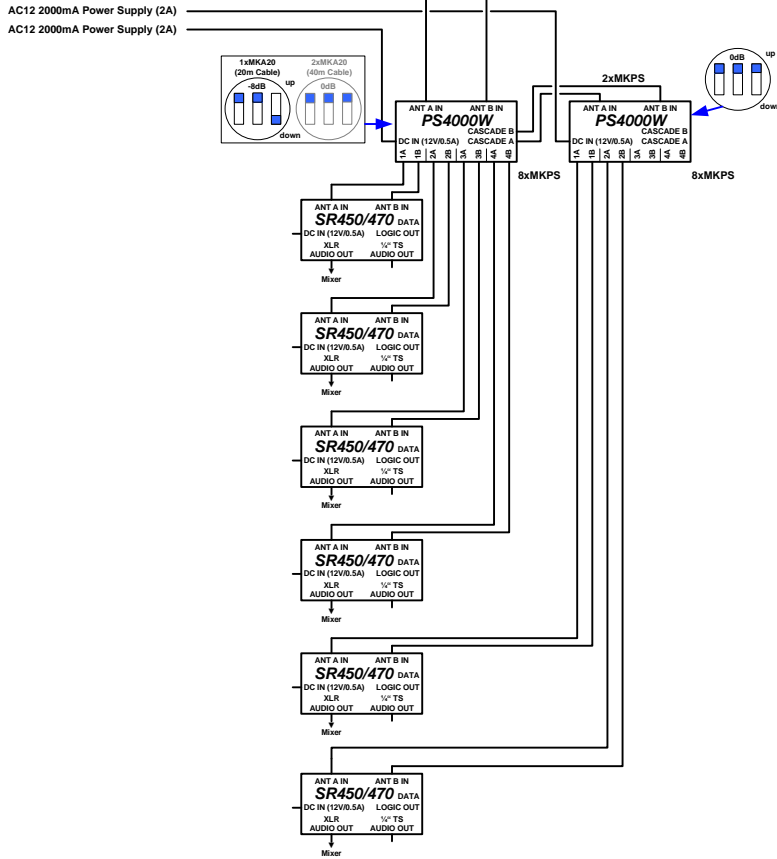 AC12 2000mA Power Supply (2A)
AC12 2000mA Power Supply (2A)
1xMKA20
(20m Cable)
-8dB
up
down
2xMKA20
(40m Cable)
0dB
0dB
up
down
2xMKPS
ANT A IN ANT B IN
PS4000W
CASCADE B
DC IN (12V/0.5A) CASCADE A
1A 1B 2A 2B 3A 3B 4A 4B
8xMKPS
ANT A IN ANT B IN
PS4000W
CASCADE B
DC IN (12V/0.5A) CASCADE A
1A 1B 2A 2B 3A 3B 4A 4B
8xMKPS
ANT A IN ANT B IN
SR450/470 DATA
DC IN (12V/0.5A) LOGIC OUT
XLR ¼“ TS
AUDIO OUT AUDIO OUT
Mixer
ANT A IN ANT B IN
SR450/470 DATA
DC IN (12V/0.5A) LOGIC OUT
XLR ¼“ TS
AUDIO OUT AUDIO OUT
Mixer
ANT A IN ANT B IN
SR450/470 DATA
DC IN (12V/0.5A) LOGIC OUT
XLR ¼“ TS
AUDIO OUT AUDIO OUT
Mixer
ANT A IN ANT B IN
SR450/470 DATA
DC IN (12V/0.5A) LOGIC OUT
XLR ¼“ TS
AUDIO OUT AUDIO OUT
Mixer
ANT A IN ANT B IN
SR450/470 DATA
DC IN (12V/0.5A) LOGIC OUT
XLR ¼“ TS
AUDIO OUT AUDIO OUT
Mixer
ANT A IN ANT B IN
SR450/470 DATA
DC IN (12V/0.5A) LOGIC OUT
XLR ¼“ TS
AUDIO OUT AUDIO OUT
Mixer